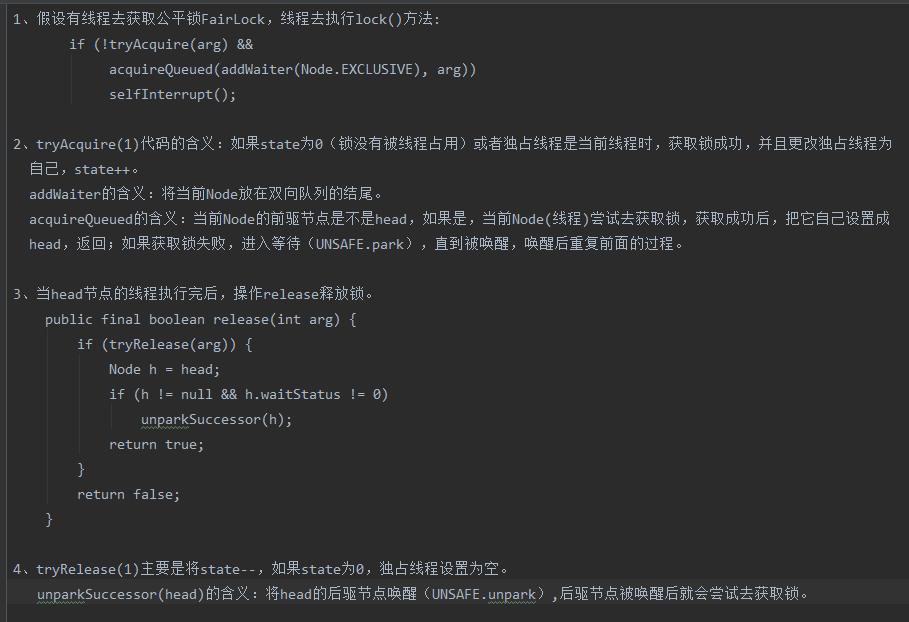 1、假设有线程去获取公平锁FairLock，线程去执行lock()方法:
if (!tryAcquire(arg) &&
acquireQueued(addWaiter(Node.EXCLUSIVE), arg))
selfInterrupt();
2、tryAcquire(1)代码的含义：如果state为0（锁没有被线程占用）或者独占线程是当前线程时，获取锁成功，并且更改独占线程为
自己，state++。
addWaiter的含义：将当前Node放在双向队列的结尾。
acquireQueued的含义：当前Node的前驱节点是不是head，如果是，当前Node(线程)尝试去获取锁，获取成功后，把它自己设置成
head，返回；如果获取锁失败，进入等待（UNSAFE.park），直到被唤醒，唤醒后重复前面的过程。
3、当head节点的线程执行完后，操作release释放锁。
public final boolean release(int arg) {
if (tryRelease(arg)) {
Node h = head;
if (h != null && h.waitStatus != 0)
unparkSuccessor(h);
return true;
}
return false;
}
4、tryRelease(1)主要是将state--，如果state为0，独占线程设置为空。
unparkSuccessor(head)的含义：将head的后驱节点唤醒（UNSAFE.unpark）,后驱节点被唤醒后就会尝试去获取锁。